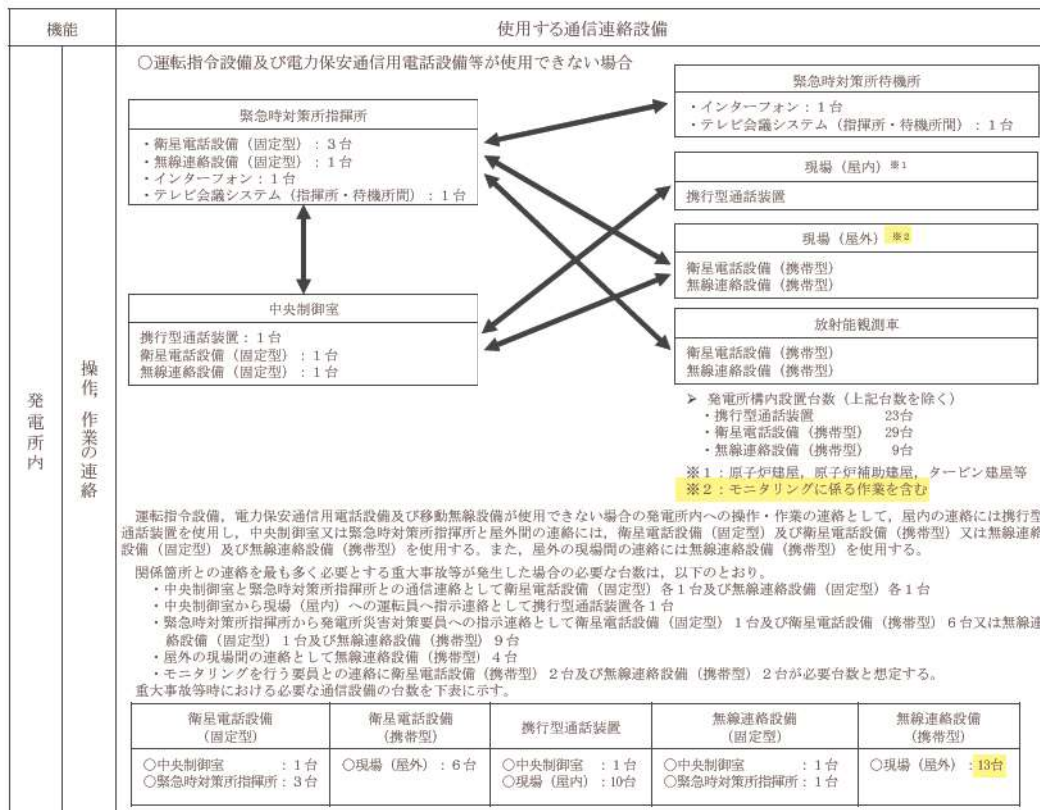 機能
使用する通信連絡設備
発電所内
操作，作業の連絡
○運転指令設備及び電力保安通信用電話設備等が使用できない場合
緊急時対策所指揮所
・衛星電話設備（固定型）：3台
・無線連絡設備（固定型）：1台
・インターフォン：1台
・テレビ会議システム（指揮所・待機所間）：1台
中央制御室
携行型通話装置：1台
衛星電話設備（固定型）：1台
無線連絡設備（固定型）：1台
緊急時対策所待機所
・インターフォン：1台
・テレビ会議システム（指揮所・待機所間）：1台
現場（屋内）※1
携行型通話装置
現場（屋外）※2
衛星電話設備（携帯型）
無線連絡設備（携帯型）
放射能観測車
衛星電話設備（携帯型）
無線連絡設備（携帯型）
➢ 発電所構内設置台数（上記台数を除く）
・携行型通話装置 23台
・衛星電話設備（携帯型） 29台
・無線連絡設備（携帯型） 9台
※1：原子炉建屋，原子炉補助建屋，タービン建屋等
※2：モニタリングに係る作業を含む
運転指令設備，電力保安通信用電話設備及び移動無線設備が使用できない場合の発電所内への操作・作業の連絡として，屋内の連絡には携行型
通話装置を使用し，中央制御室又は緊急時対策所指揮所と屋外間の連絡には，衛星電話設備（固定型）及び衛星電話設備（携帯型）又は無線連絡
設備（固定型）及び無線連絡設備（携帯型）を使用する。また，屋外の現場間の連絡には無線連絡設備（携帯型）を使用する。
関係箇所との連絡を最も多く必要とする重大事故等が発生した場合の必要な台数は，以下のとおり。
・中央制御室と緊急時対策所指揮所との通信連絡として衛星電話設備（固定型）各1台及び無線連絡設備（固定型）各1台
・中央制御室から現場（屋内）への運転員へ指示連絡として携行型通話装置各1台
・緊急時対策所指揮所から発電所災害対策要員への指示連絡として衛星電話設備（固定型）1台及び衛星電話設備（携帯型）6台又は無線連
絡設備（固定型）1台及び無線連絡設備（携帯型）9台
・屋外の現場間の連絡として無線連絡設備（携帯型）4台
・モニタリングを行う要員との連絡に衛星電話設備（携帯型）2台及び無線連絡設備（携帯型）2台が必要台数と想定する。
重大事故等時における必要な通信設備の台数を下表に示す。
衛星電話設備
（固定型）
衛星電話設備
（携帯型）
携行型通話装置
無線連絡設備
（固定型）
無線連絡設備
（携帯型）
○中央制御室 ：1台
○緊急時対策所指揮所：3台
○現場（屋外）：6台
○中央制御室 ：1台
○現場（屋内）：10台
○中央制御室 ：1台
○緊急時対策所指揮所：1台
○現場（屋外）：13台